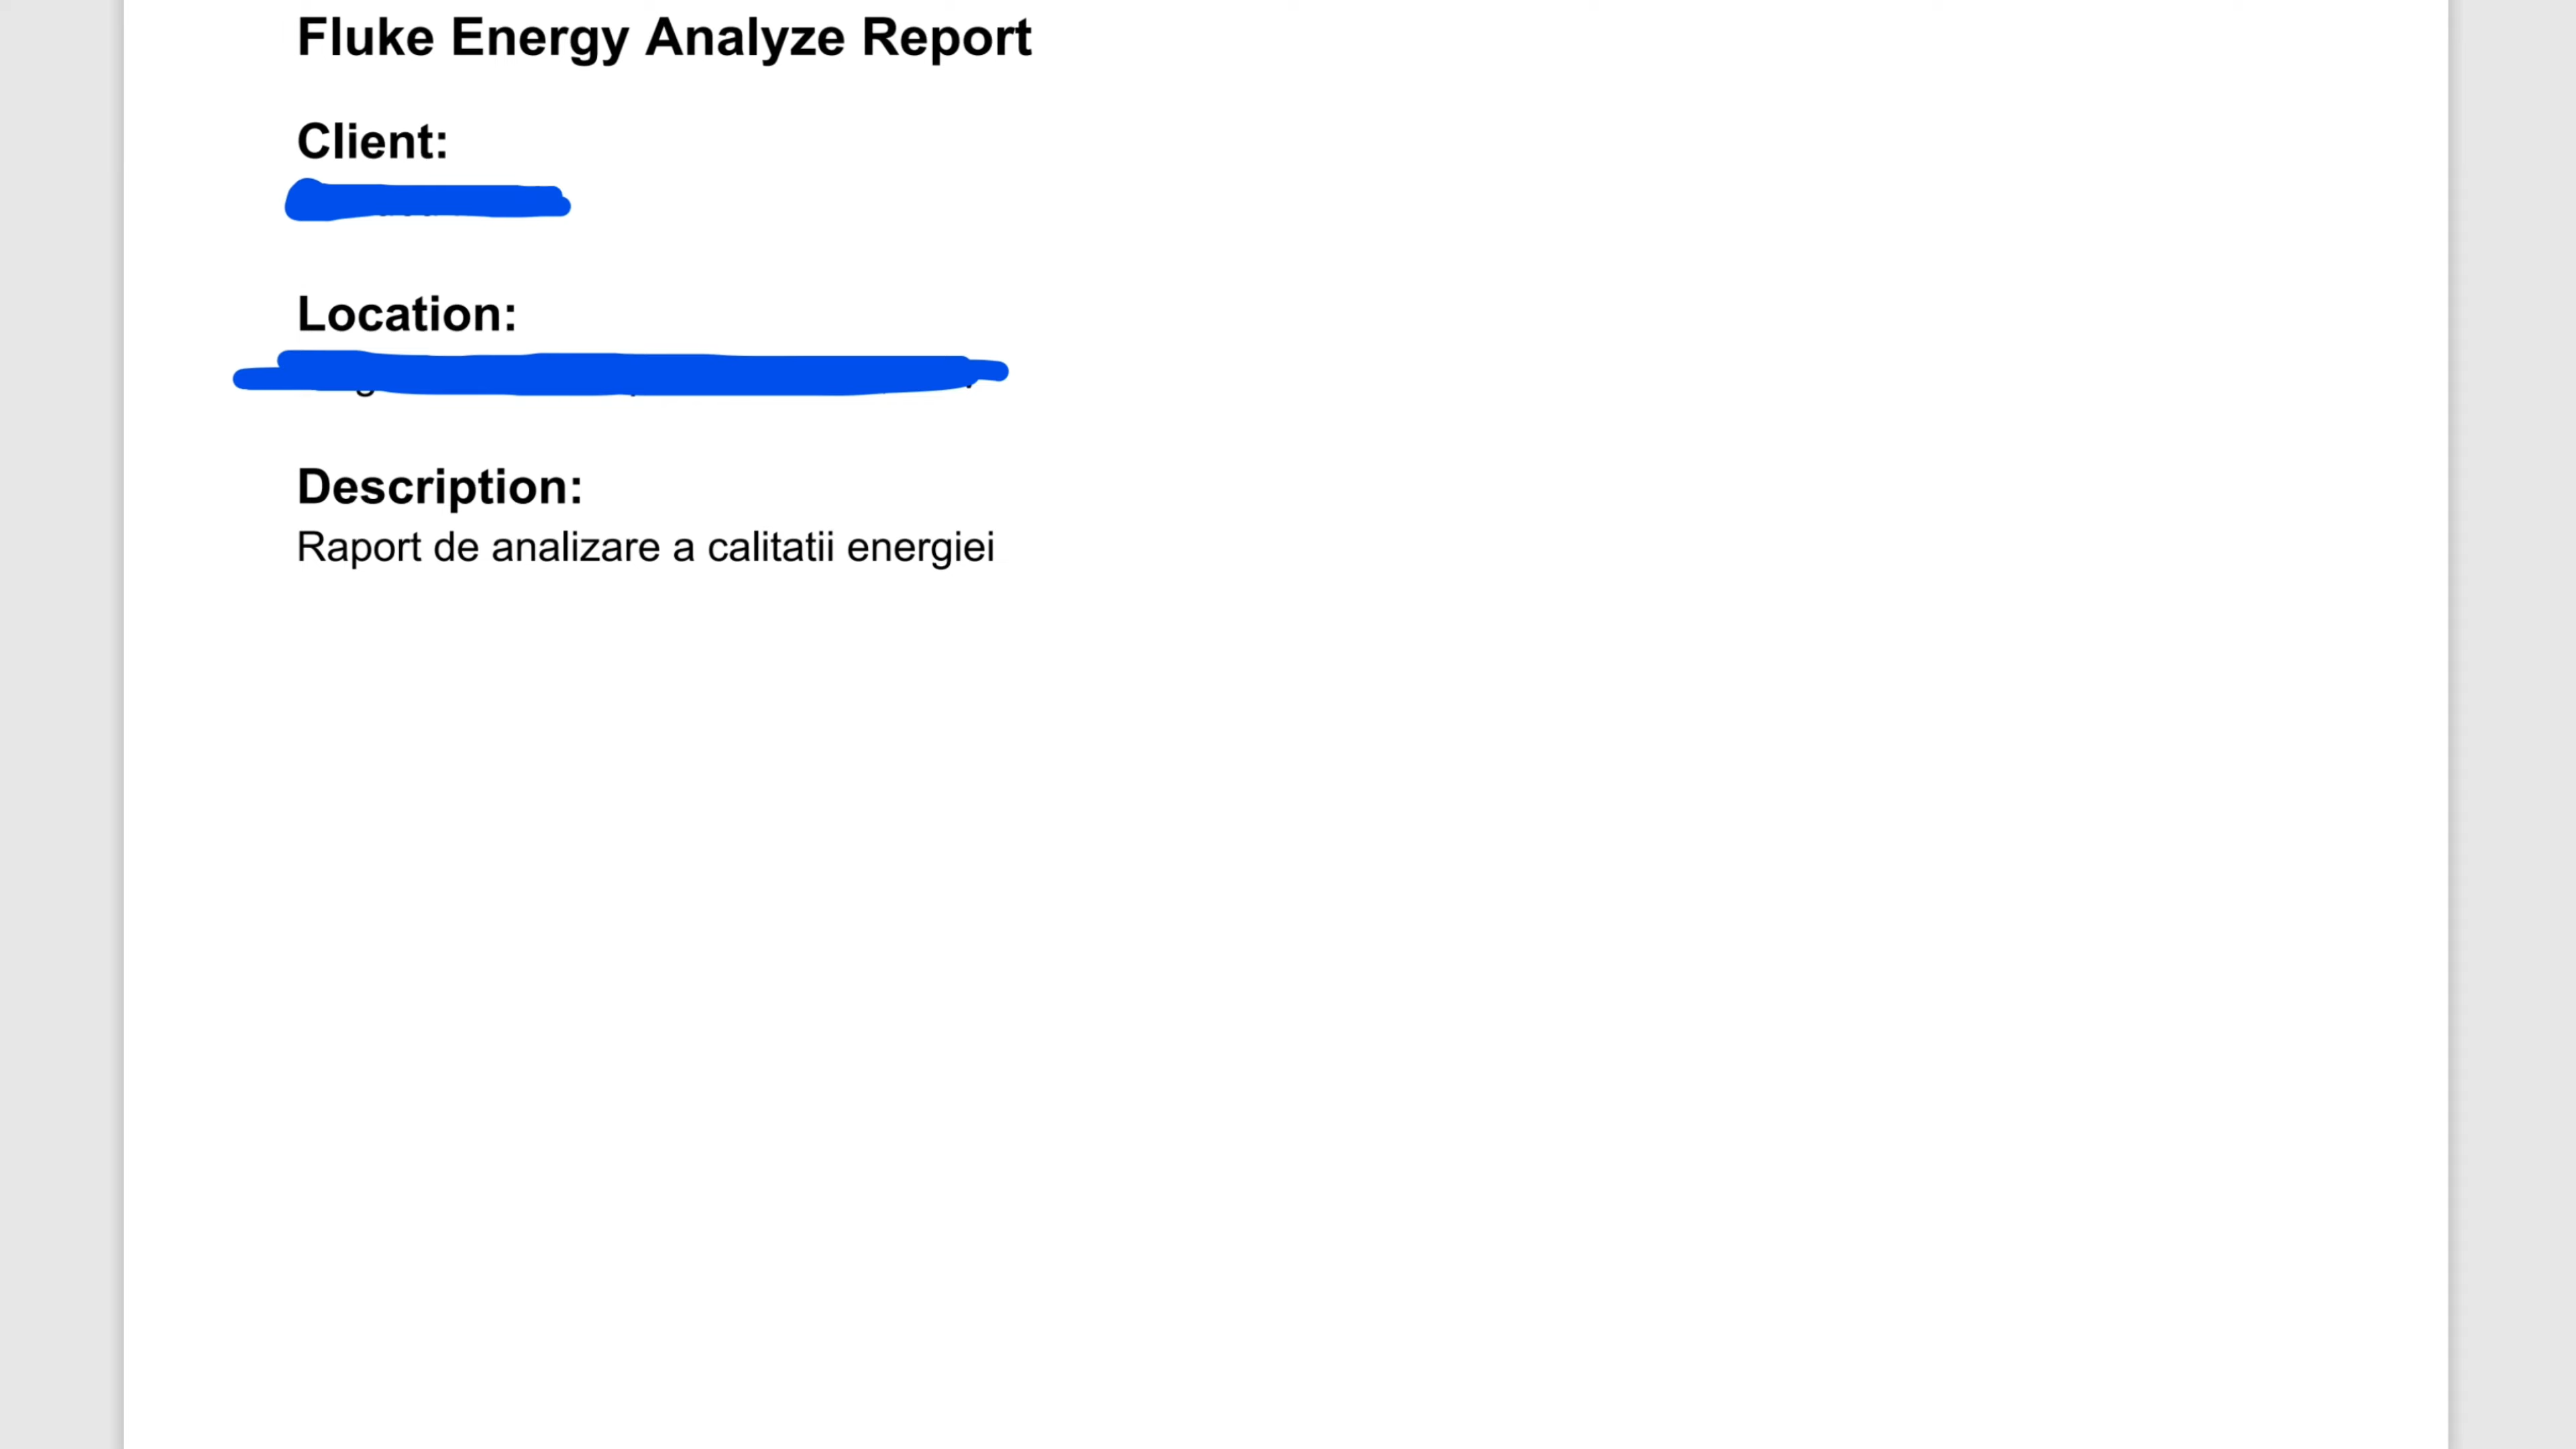 Fluke Energy Analyze Report
Client:
Location:
Description:
Raport de analizare a calitatii energiei